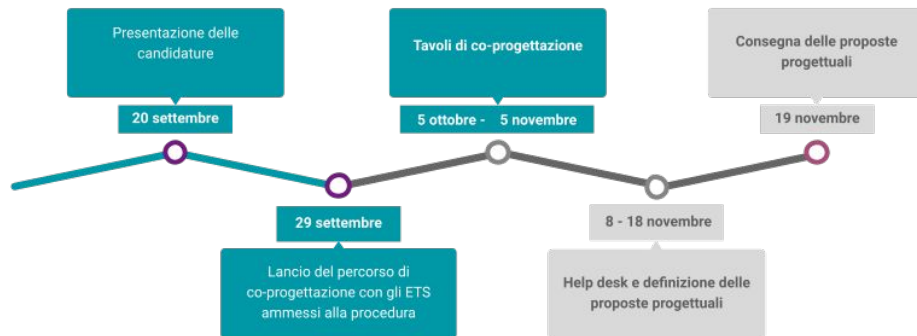 Presentazione delle
candidature
20 settembre
29 settembre
Lancio del percorso di
co-progettazione con gli ETS
ammessi alla procedura
Tavoli di co-progettazione
5 ottobre - 5 novembre
8 - 18 novembre
Help desk e definizione delle
proposte progettuali
Consegna delle proposte
progettuali
19 novembre